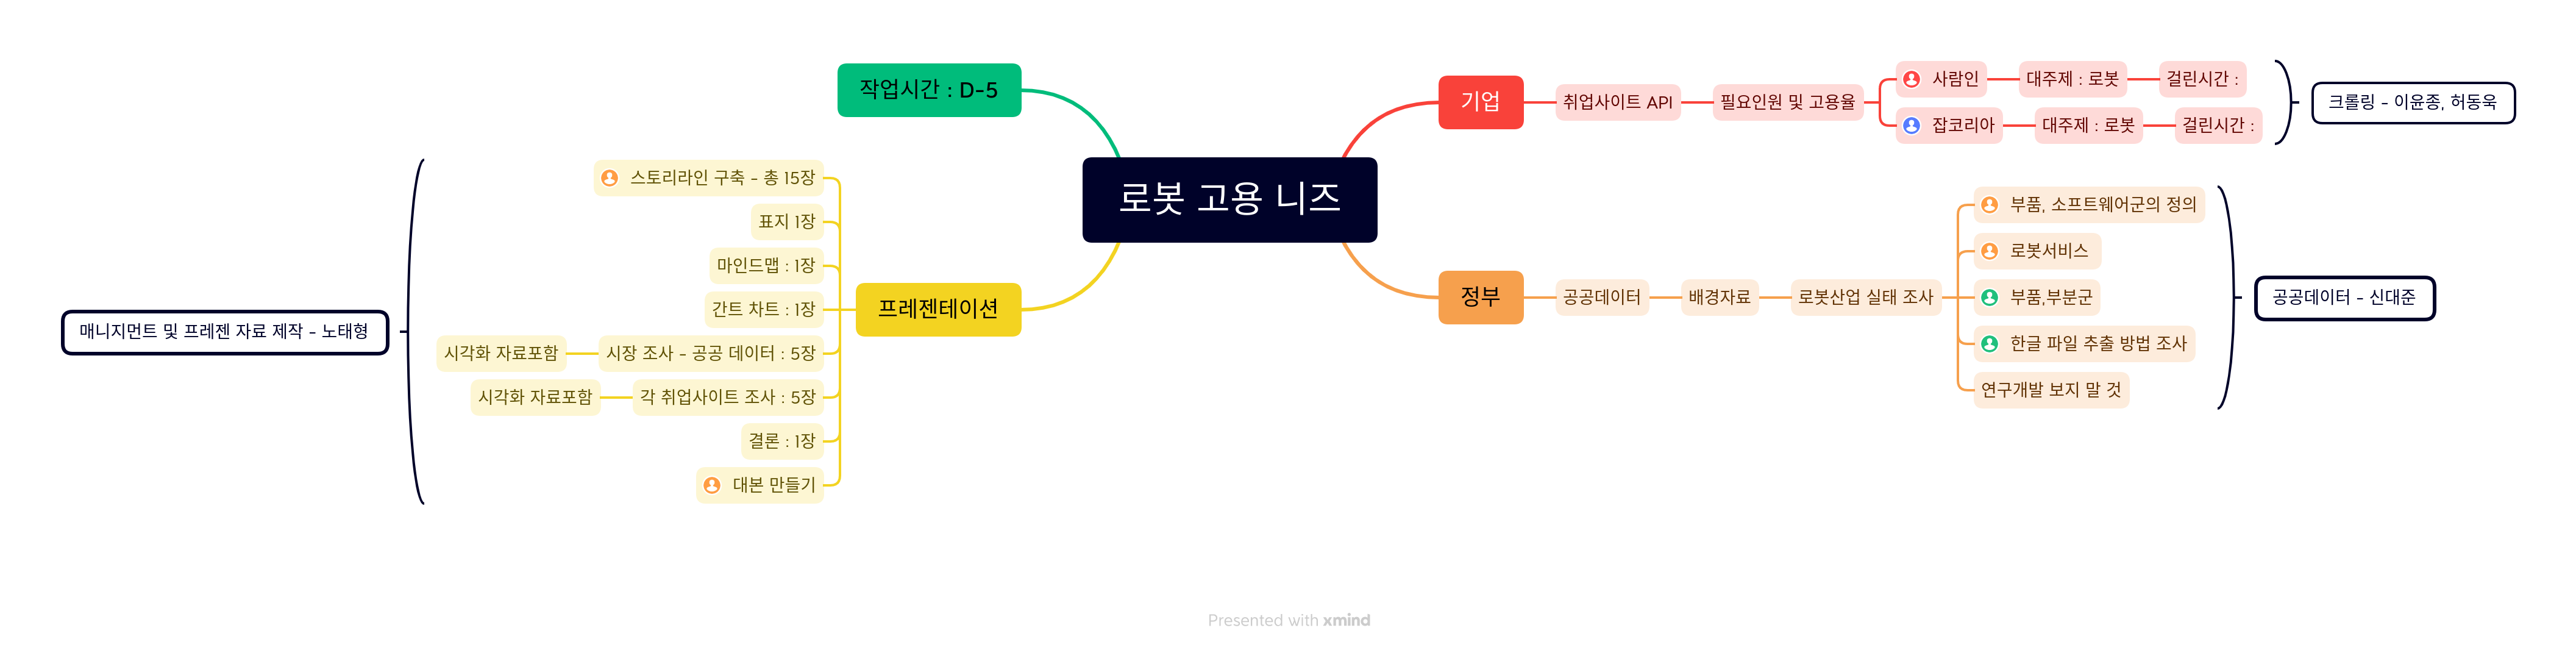 로봇 고용 니즈
작업시간 : D-5
프레젠테이션
스토리라인 구축 - 총 15장
표지 1장
마인드맵 : 1장
간트 차트 : 1장
시장 조사 - 공공 데이터 : 5장
시각화 자료포함
각 취업사이트 조사 : 5장
시각화 자료포함
결론 : 1장
대본 만들기
매니지먼트 및 프레젠 자료 제작 - 노태형
기업
취업사이트 API
필요인원 및 고용율
사람인
대주제 : 로봇
걸린시간 :
잡코리아
대주제 : 로봇
걸린시간 :
크롤링 - 이윤종, 허동욱
정부
공공데이터
배경자료
로봇산업 실태 조사
부품, 소프트웨어군의 정의
로봇서비스
부품,부분군
한글 파일 추출 방법 조사
연구개발 보지 말 것
공공데이터 - 신대준
Presented with xmind